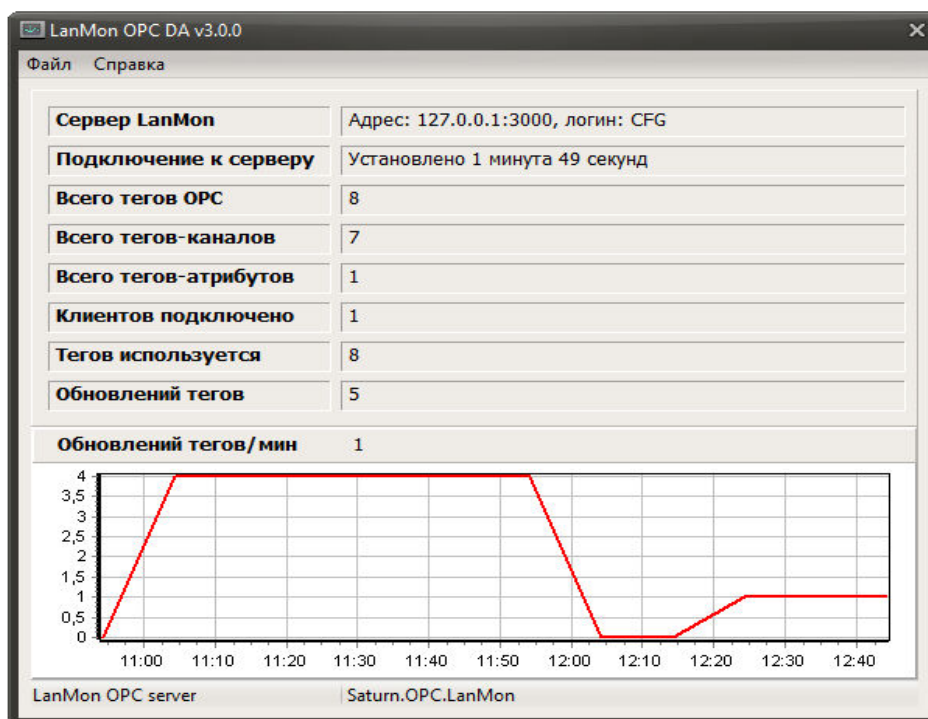 LanMon OPC DA v3.0.0
Файл Справка
Сервер LanMon Адрес: 127.0.0.1:3000, логин: CFG
Подключение к серверу Установлено 1 минута 49 секунд
Всего тегов OPC 8
Всего тегов-каналов 7
Всего тегов-атрибутов 1
Клиентов подключено 1
Тегов используется 8
Обновлений тегов 5
Обновлений тегов/мин 1
4
3,5
3
2,5
2
1,5
1
0,5
0
11:00 11:10 11:20 11:30 11:40 11:50 12:00 12:10 12:20 12:30 12:40
LanMon OPC server Saturn.OPC.LanMon